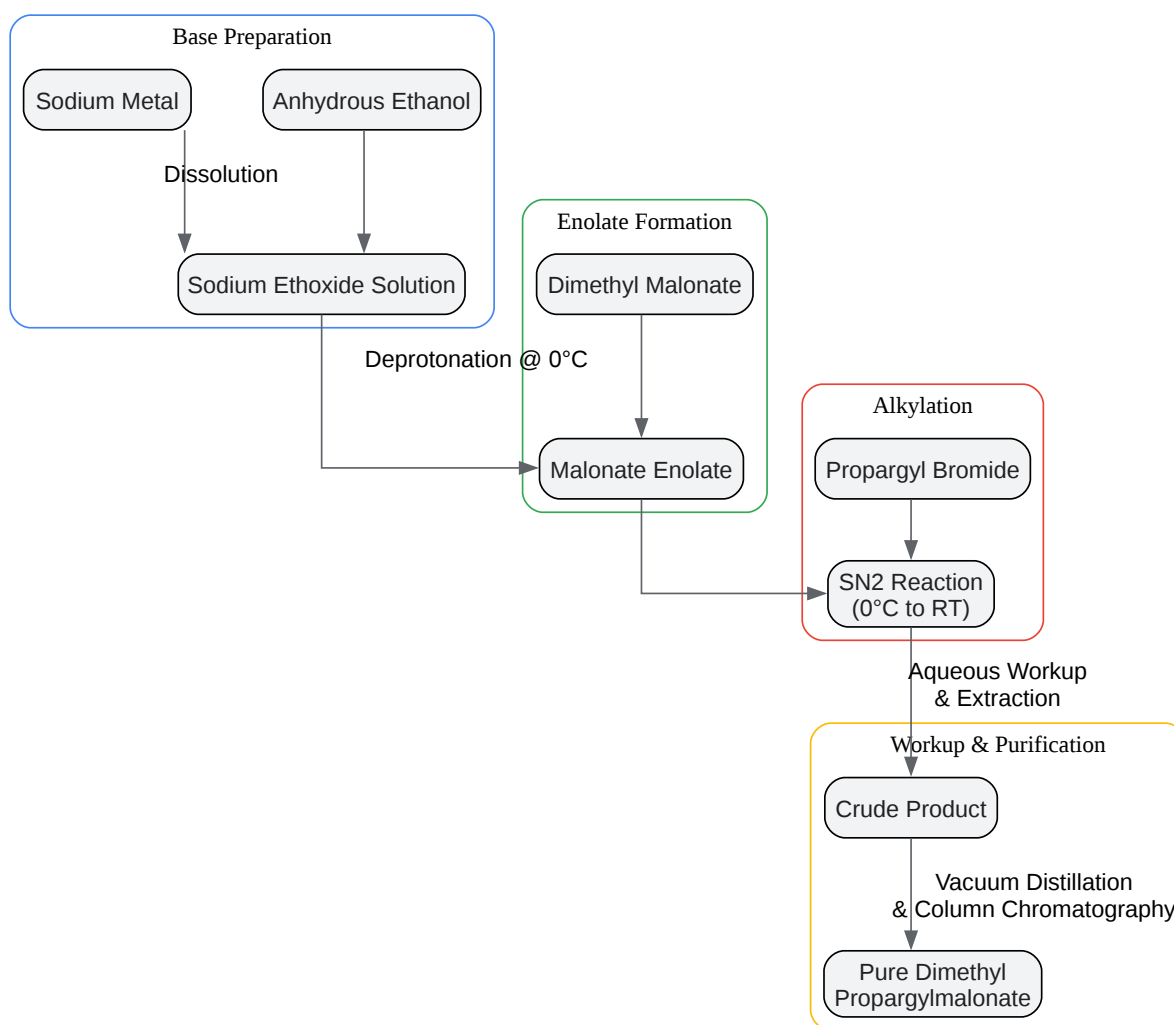 Base Preparation
Sodium Metal
Anhydrous Ethanol
Dissolution
Sodium Ethoxide Solution
Enolate Formation
Dimethyl Malonate
Deprotonation @ 0°C
Malonate Enolate
Alkylation
Propargyl Bromide
SN2 Reaction
(0°C to RT)
Aqueous Workup
& Extraction
Workup & Purification
Crude Product
Vacuum Distillation
& Column Chromatography
Pure Dimethyl
Propargylmalonate